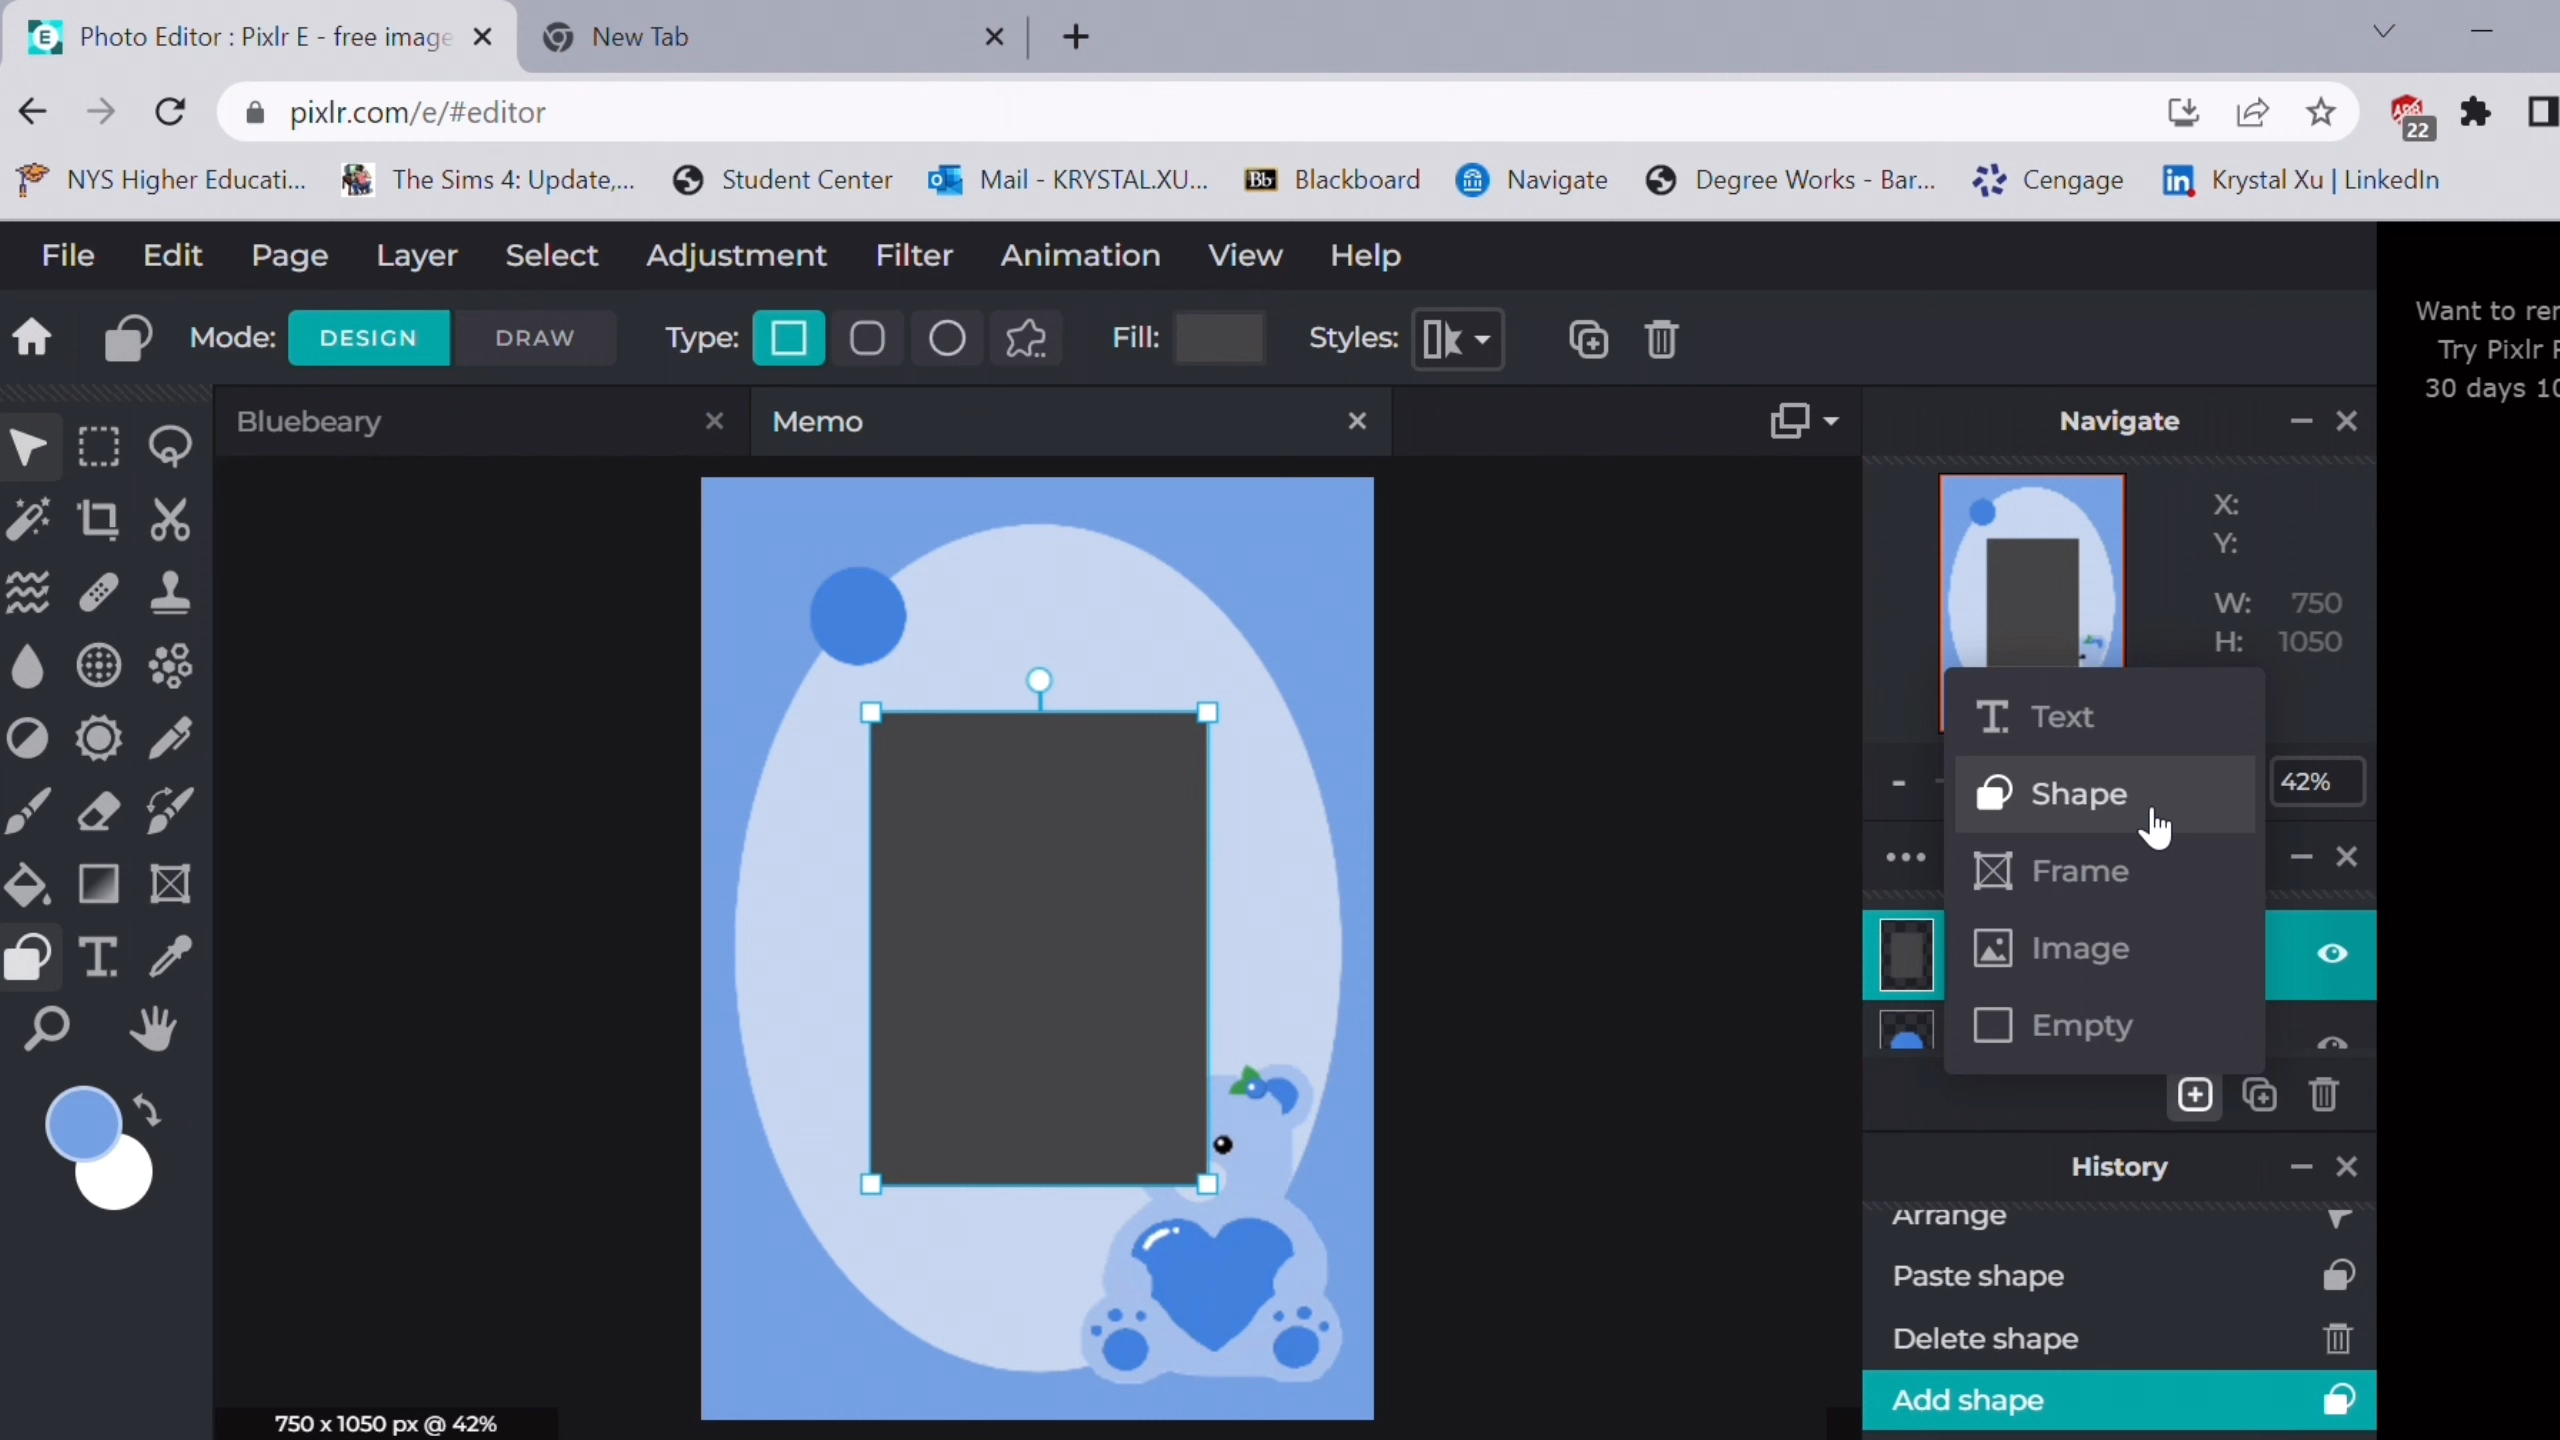 Photo Editor : Pixlr E - free image
New Tab
pixlr.com/e/#editor
22
NYS Higher Educati...
The Sims 4: Update,...
Student Center
Mail - KRYSTAL.XU...
Bb Blackboard
Navigate
Degree Works - Bar...
Cengage
in Krystal Xu | LinkedIn
File Edit Page Layer Select Adjustment Filter Animation View Help
Mode: DESIGN DRAW Type: Fill: Styles:
Want to rer
Try Pixlr P
30 days 10
Bluebeary
Memo
Navigate
X:
Y:
W: 750
H: 1050
Text
Shape
Frame
Image
Empty
42%
History
Arrange
Paste shape
Delete shape
Add shape
750 x 1050 px @ 42%